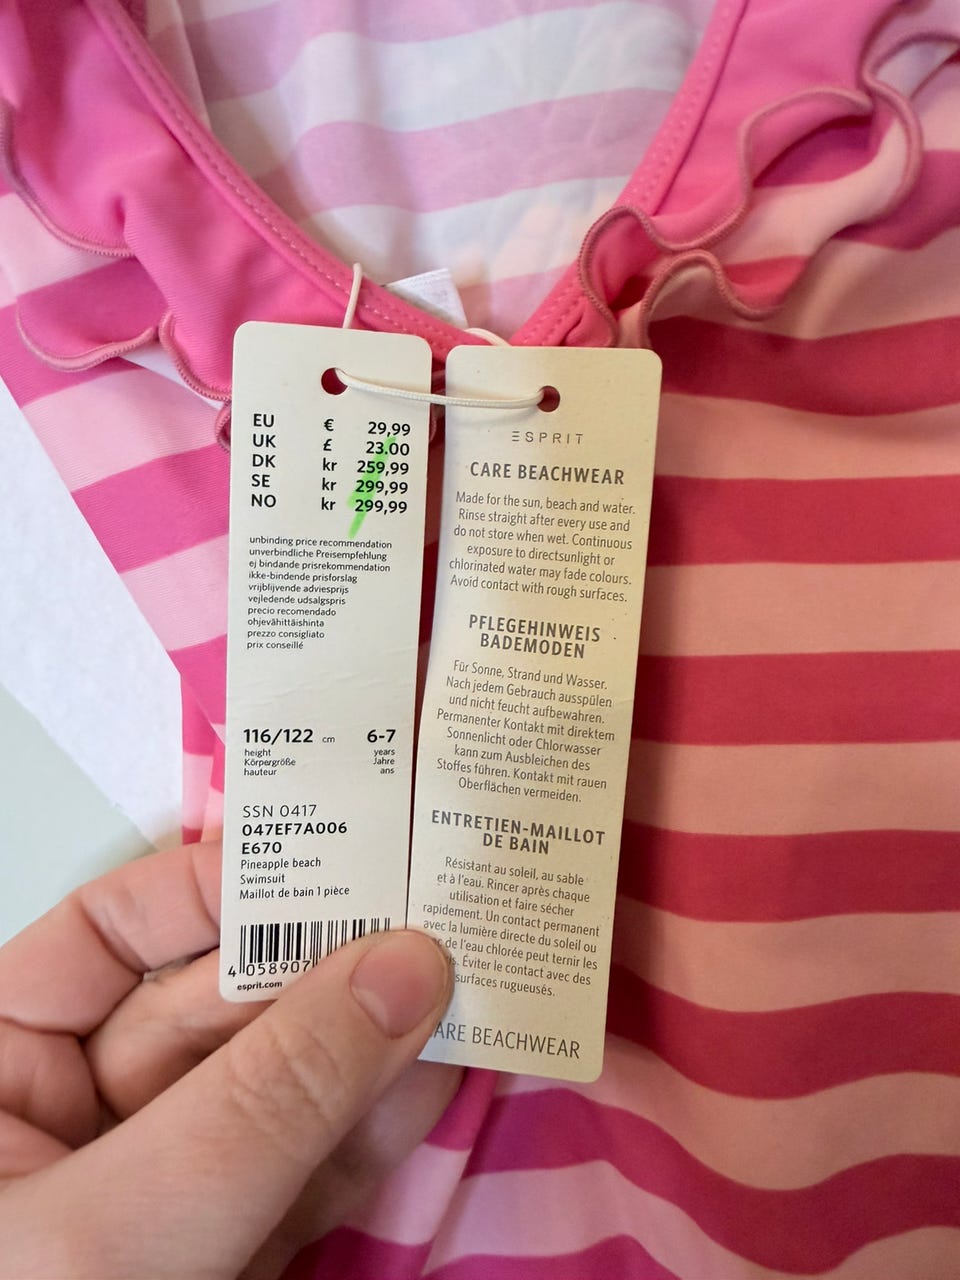 EU € 29,99
UK £ 23.00
DK kr 259,99
SE kr 299,99
NO kr 299,99
unbinding price recommendation
unverbindliche Preisempfehlung
ej bindande prisrekommendation
ikke-bindende prisforslag
vrijblijvende adviesprijs
vejledende udsalgspris
precio recomendado
ohjevähittäishinta
prezzo consigliato
prix conseillé
116/122 cm 6-7
height years
Körpergröße Jahre
hauteur ans
SSN 0417
047EF7A006
E670
Pineapple beach
Swimsuit
Maillot de bain 1 pièce
4 058907
esprit.com
ESPRIT
CARE BEACHWEAR
Made for the sun, beach and water.
Rinse straight after every use and
do not store when wet. Continuous
exposure to directsunlight or
chlorinated water may fade colours.
Avoid contact with rough surfaces.
PFLEGEHINWEIS
BADEMODEN
Für Sonne, Strand und Wasser.
Nach jedem Gebrauch ausspülen
und nicht feucht aufbewahren.
Permanenter Kontakt mit direktem
Sonnenlicht oder Chlorwasser
kann zum Ausbleichen des
Stoffes führen. Kontakt mit rauen
Oberflächen vermeiden.
ENTRETIEN-MAILLOT
DE BAIN
Résistant au soleil, au sable
et à l'eau. Rincer après chaque
utilisation et faire sécher
rapidement. Un contact permanent
avec la lumière directe du soleil ou
de l'eau chlorée peut ternir les
Éviter le contact avec des
surfaces rugueusés.
ARE BEACHWEAR